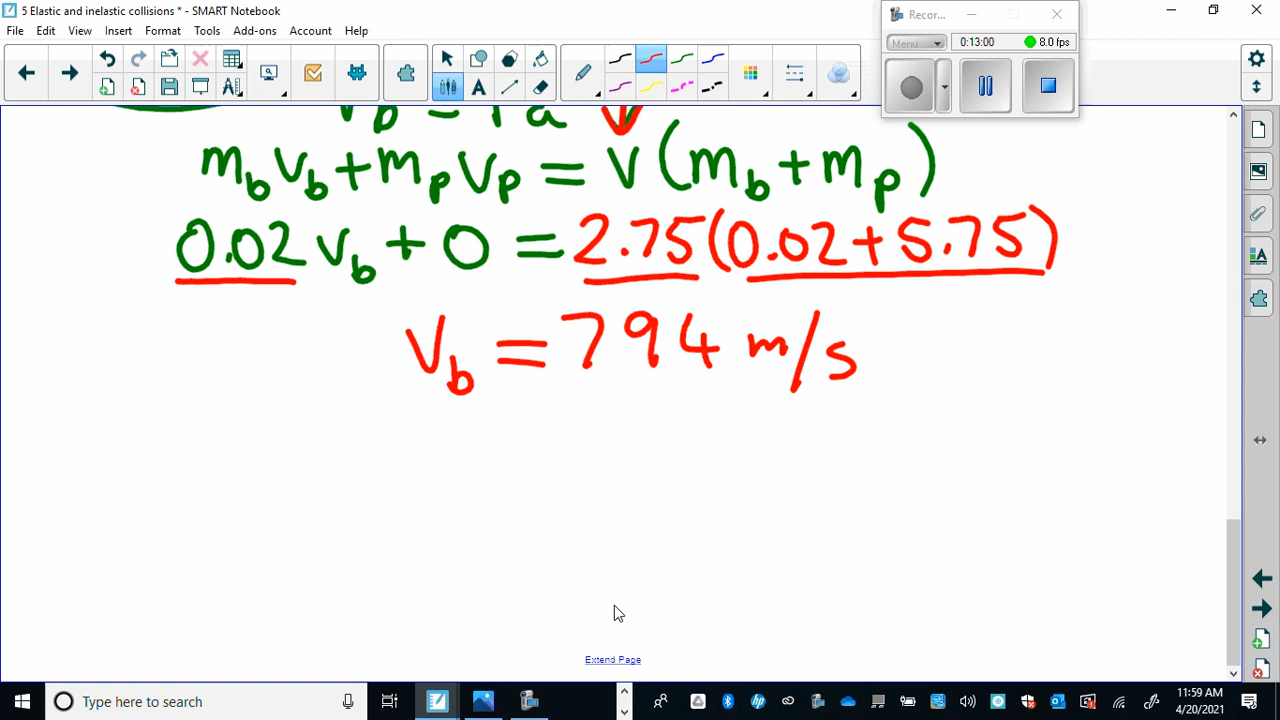 5 Elastic and inelastic collisions * - SMART Notebook
Recor...
File Edit View Insert Format Tools Add-ons Account Help
Menu 0:13:00 8.0 fps
m_b v_b + m_p v_p = v (m_b + m_p)
0.02 v_b + 0 = 2.75 (0.02 + 5.75)
v_b = 794 m/s
Extend Page
Type here to search
11:59 AM
4/20/2021